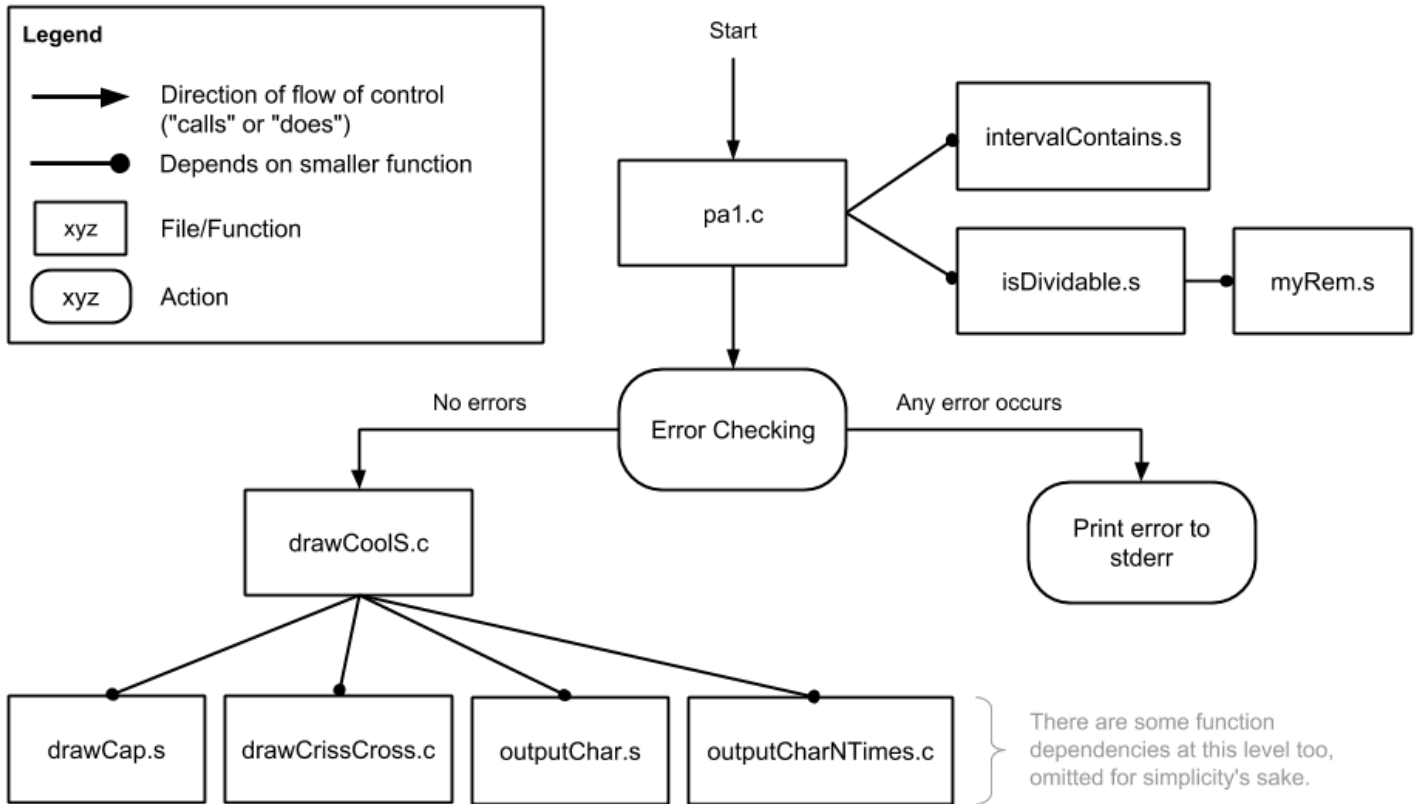 Legend
Direction of flow of control
("calls" or "does")
Depends on smaller function
xyz
File/Function
xyz
Action
Start
intervalContains.s
pa1.c
isDividable.s
myRem.s
No errors
Any error occurs
Error Checking
drawCoolS.c
Print error to
stderr
drawCap.s
drawCrissCross.c
outputChar.s
outputCharNTimes.c
There are some function
dependencies at this level too,
omitted for simplicity's sake.